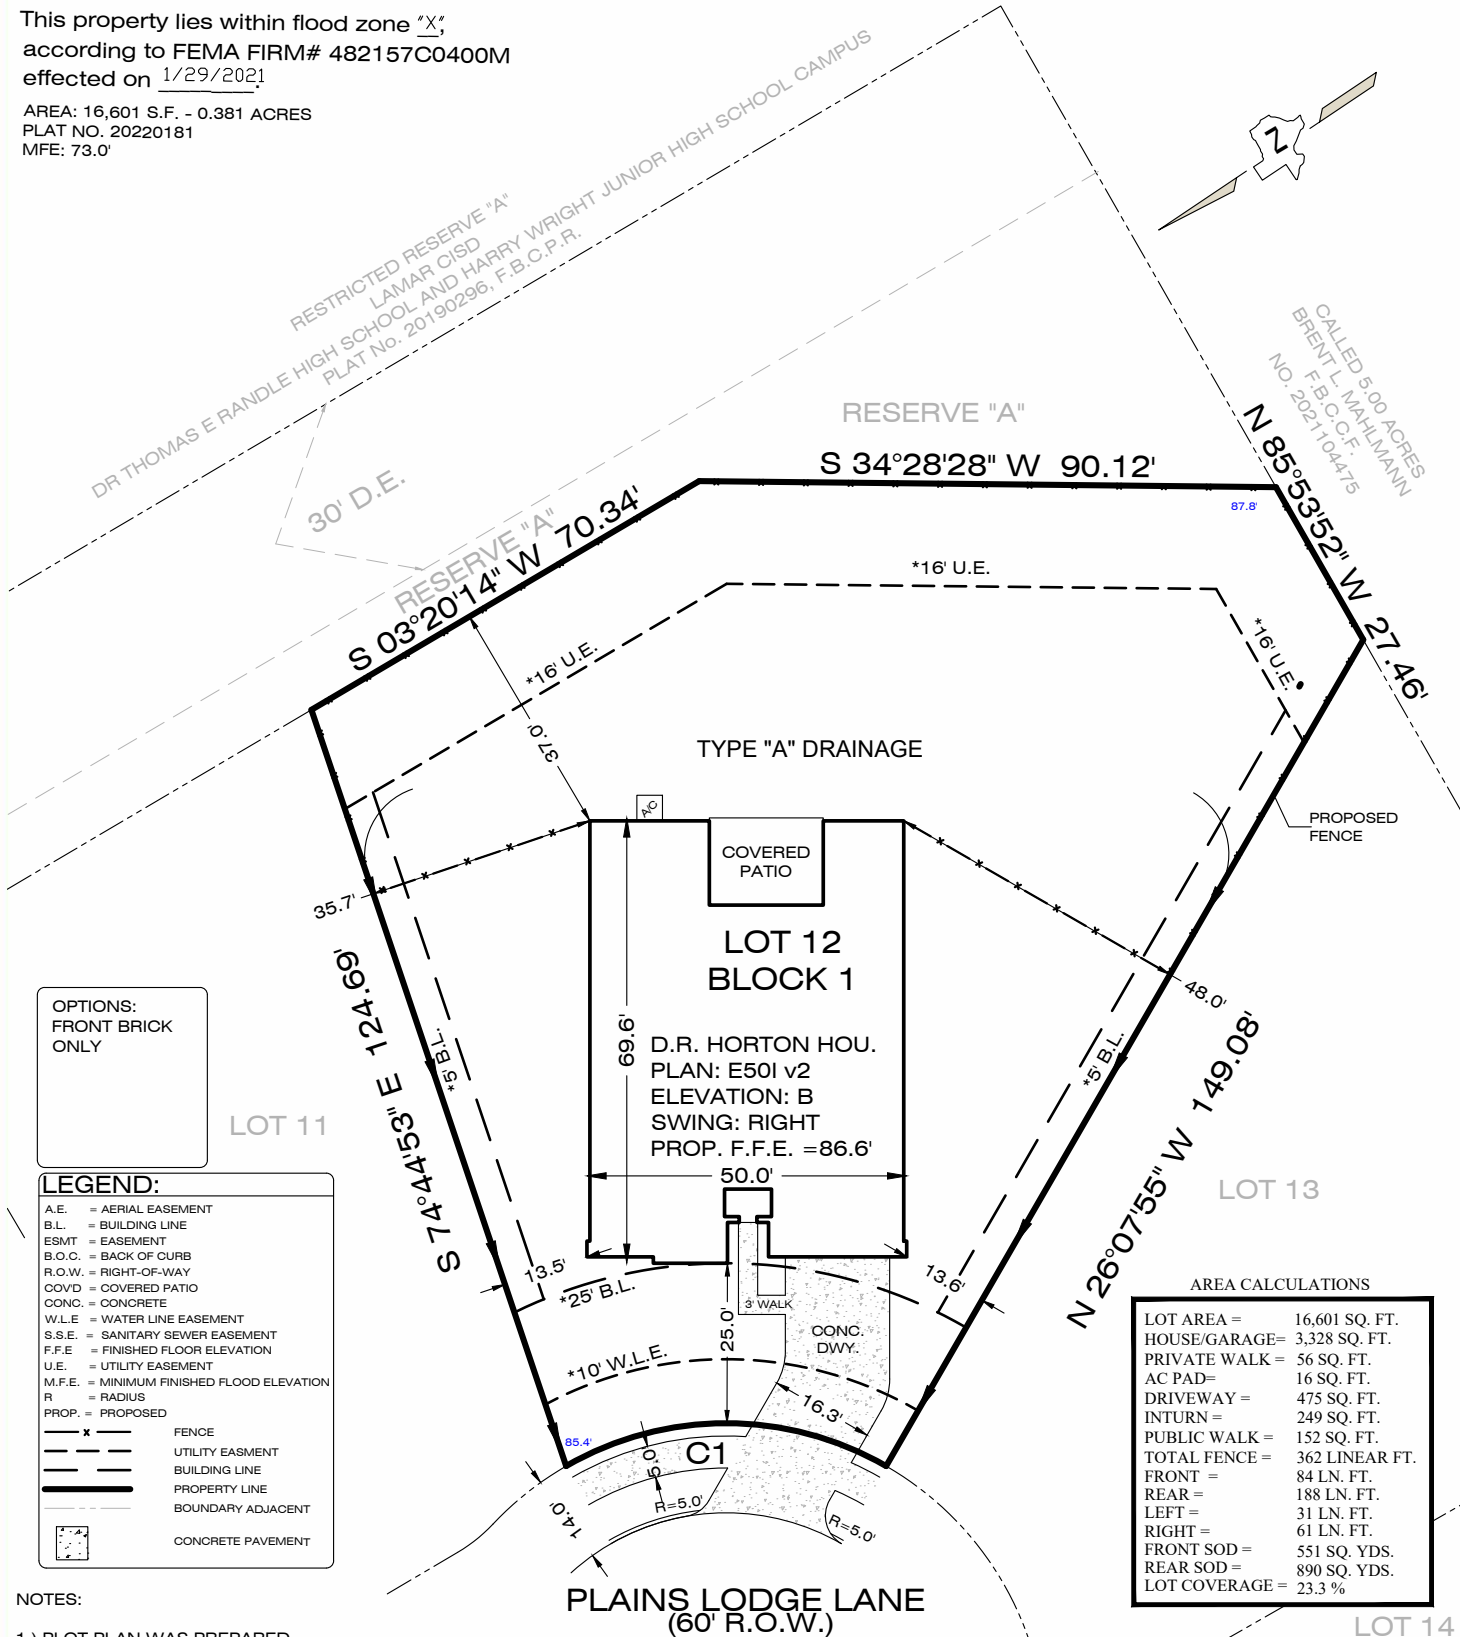 This property lies within flood zone "X",
according to FEMA FIRM# 482157C0400M
effected on 1/29/2021.
AREA: 16,601 S.F. - 0.381 ACRES
PLAT NO. 20220181
MFE: 73.0'
RESTRICTED RESERVE "A"
LAMAR CISD
DR THOMAS E RANDLE HIGH SCHOOL AND HARRY WRIGHT JUNIOR HIGH SCHOOL CAMPUS
PLAT No. 20190296, F.B.C.P.R.
Z
CALLED 5.00 ACRES
BRENT L. MAHLMANN
F.B.C.C.F.
NO. 2021104475
RESERVE "A"
S 34°28'28" W 90.12'
N 85°53'52" W 27.46'
87.8'
30' D.E.
RESERVE "A"
S 03°20'14" W 70.34'
*16' U.E.
*16' U.E.
*16' U.E.
37.0'
TYPE "A" DRAINAGE
PROPOSED
FENCE
A/C
COVERED
PATIO
35.7'
LOT 12
BLOCK 1
48.0'
S 74°44'53" E 124.69'
*5' B.L.
69.6'
D.R. HORTON HOU.
PLAN: E50I v2
ELEVATION: B
SWING: RIGHT
PROP. F.F.E. =86.6'
50.0'
*5' B.L.
N 26°07'55" W 149.08'
OPTIONS:
FRONT BRICK
ONLY
LOT 11
LOT 13
13.5'
*25' B.L.
13.6'
3' WALK
25.0'
CONC.
DWY.
*10' W.L.E.
16.3'
85.4'
C1
5.0'
14.0'
R=5.0'
R=5.0'
PLAINS LODGE LANE
(60' R.O.W.)
LEGEND:
A.E. = AERIAL EASEMENT
B.L. = BUILDING LINE
ESMT = EASEMENT
B.O.C. = BACK OF CURB
R.O.W. = RIGHT-OF-WAY
COV'D = COVERED PATIO
CONC. = CONCRETE
W.L.E = WATER LINE EASEMENT
S.S.E. = SANITARY SEWER EASEMENT
F.F.E = FINISHED FLOOR ELEVATION
U.E. = UTILITY EASEMENT
M.F.E. = MINIMUM FINISHED FLOOD ELEVATION
R = RADIUS
PROP. = PROPOSED
x FENCE
UTILITY EASMENT
BUILDING LINE
PROPERTY LINE
BOUNDARY ADJACENT
CONCRETE PAVEMENT
AREA CALCULATIONS
LOT AREA = 16,601 SQ. FT.
HOUSE/GARAGE= 3,328 SQ. FT.
PRIVATE WALK = 56 SQ. FT.
AC PAD= 16 SQ. FT.
DRIVEWAY = 475 SQ. FT.
INTURN = 249 SQ. FT.
PUBLIC WALK = 152 SQ. FT.
TOTAL FENCE = 362 LINEAR FT.
FRONT = 84 LN. FT.
REAR = 188 LN. FT.
LEFT = 31 LN. FT.
RIGHT = 61 LN. FT.
FRONT SOD = 551 SQ. YDS.
REAR SOD = 890 SQ. YDS.
LOT COVERAGE = 23.3 %
LOT 14
NOTES:
1.) PLOT PLAN WAS PREPARED